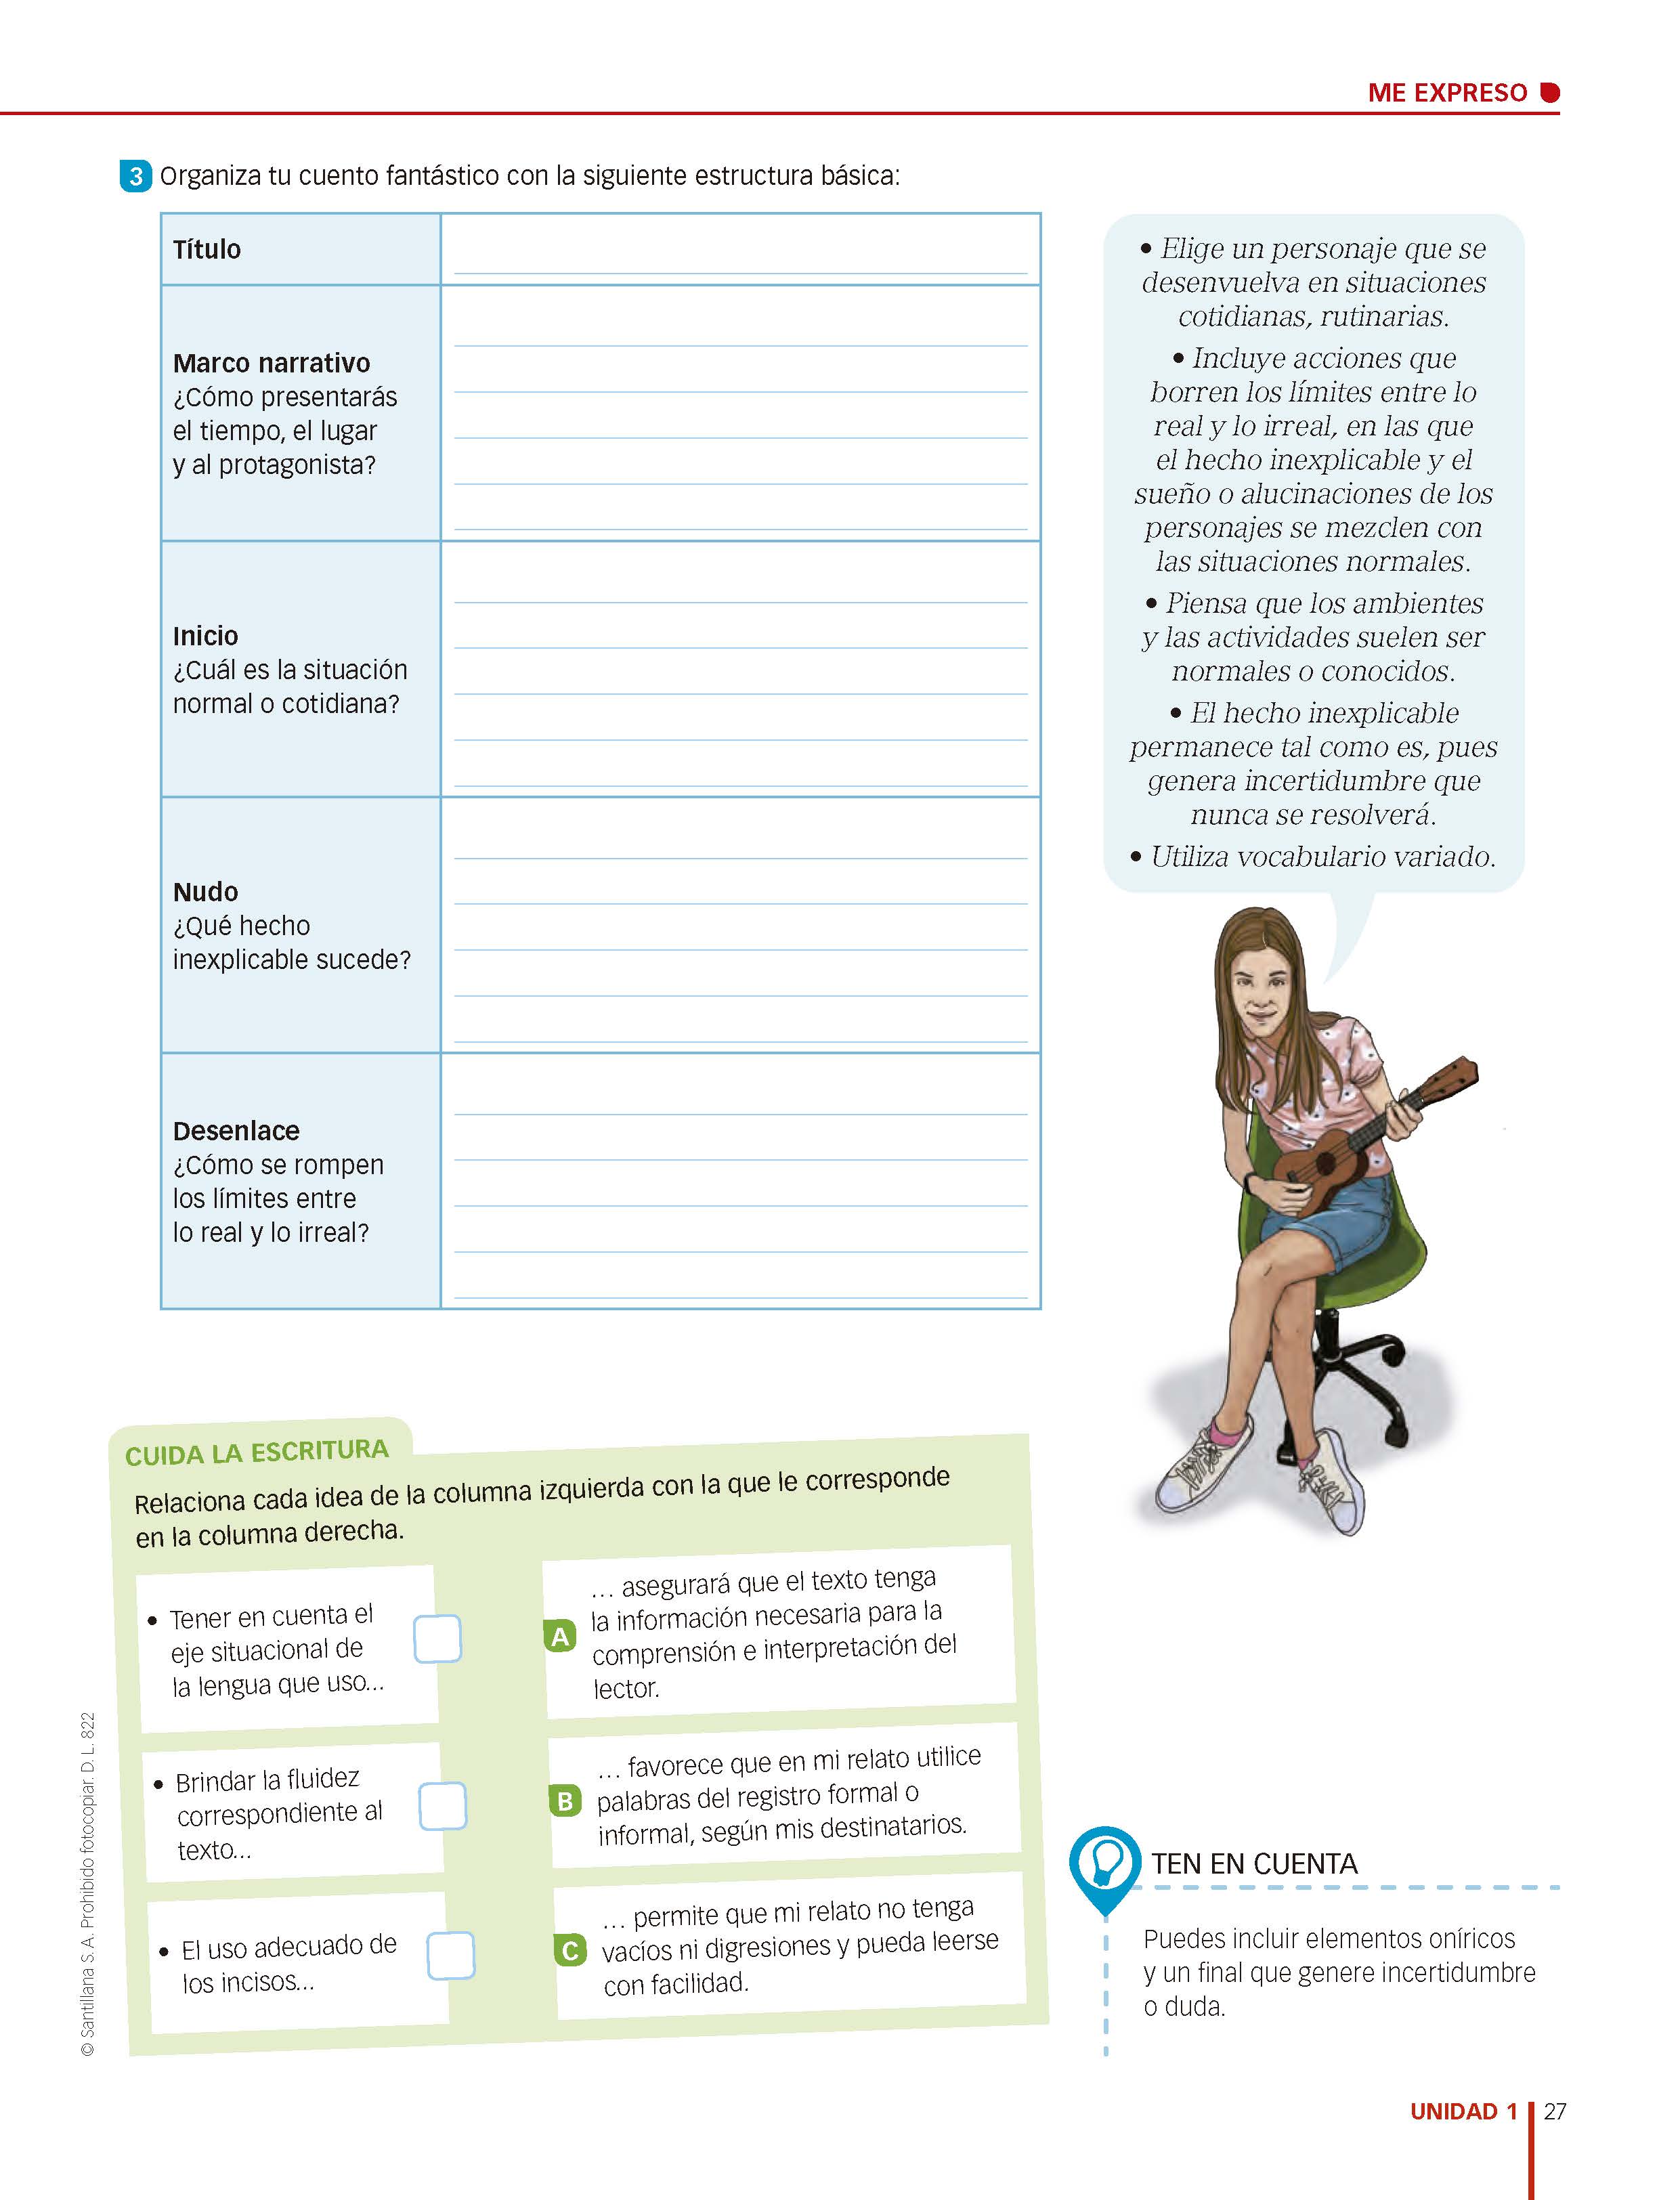 ME EXPRESO
3 Organiza tu cuento fantástico con la siguiente estructura básica:
Título
Marco narrativo
¿Cómo presentarás
el tiempo, el lugar
y al protagonista?
Inicio
¿Cuál es la situación
normal o cotidiana?
Nudo
¿Qué hecho
inexplicable sucede?
Desenlace
¿Cómo se rompen
los límites entre
lo real y lo irreal?
• Elige un personaje que se
desenvuelva en situaciones
cotidianas, rutinarias.
• Incluye acciones que
borren los límites entre lo
real y lo irreal, en las que
el hecho inexplicable y el
sueño o alucinaciones de los
personajes se mezclen con
las situaciones normales.
• Piensa que los ambientes
y las actividades suelen ser
normales o conocidos.
• El hecho inexplicable
permanece tal como es, pues
genera incertidumbre que
nunca se resolverá.
• Utiliza vocabulario variado.
CUIDA LA ESCRITURA
Relaciona cada idea de la columna izquierda con la que le corresponde
en la columna derecha.
• Tener en cuenta el
eje situacional de
la lengua que uso...
• Brindar la fluidez
correspondiente al
texto...
• El uso adecuado de
los incisos...
A
... asegurará que el texto tenga
la información necesaria para la
comprensión e interpretación del
lector.
B
... favorece que en mi relato utilice
palabras del registro formal o
informal, según mis destinatarios.
C
... permite que mi relato no tenga
vacíos ni digresiones y pueda leerse
con facilidad.
TEN EN CUENTA
Puedes incluir elementos oníricos
y un final que genere incertidumbre
o duda.
© Santillana S. A. Prohibido fotocopiar. D. L. 822
UNIDAD 1 27